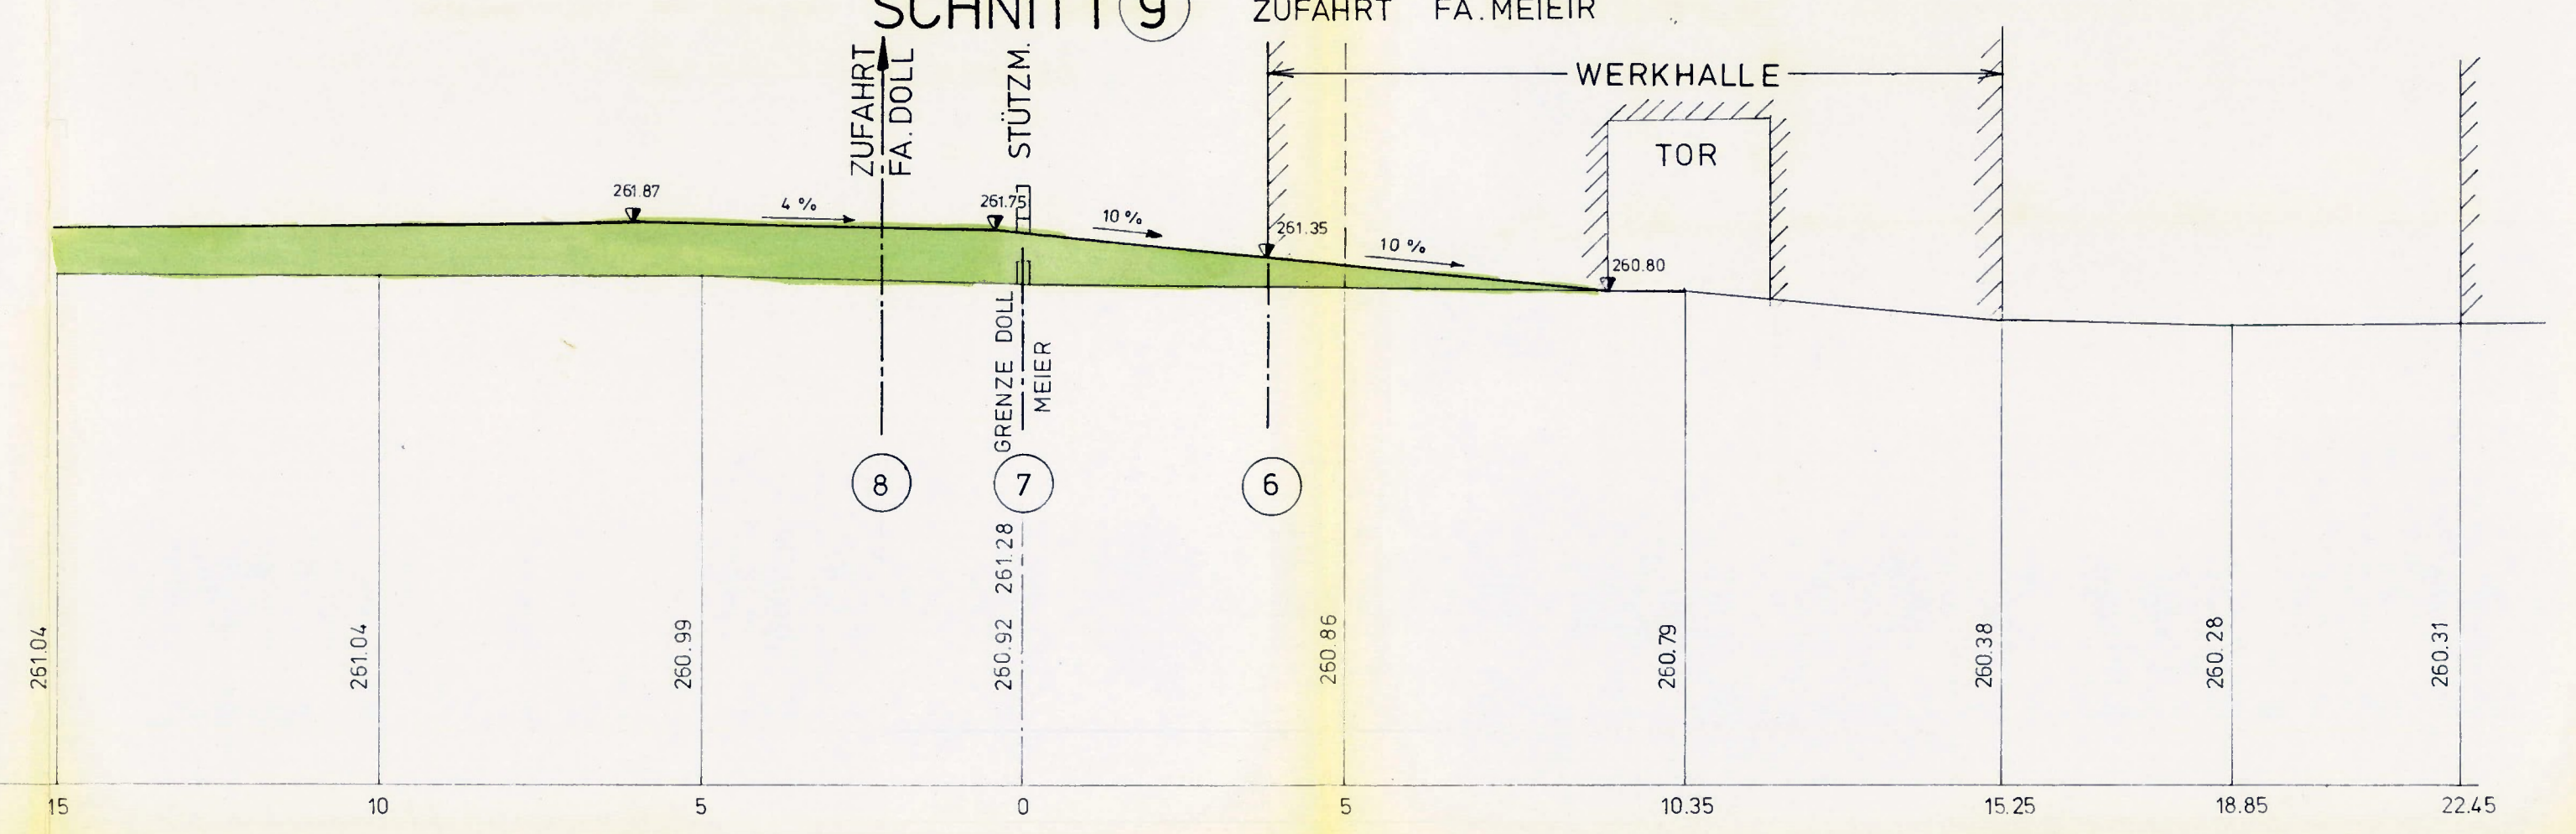 SCHNITT 9 ZUFAHRT FA. MEIEIR
ZUFAHRT
FA. DOLL
STÜTZM.
WERKHALLE
TOR
261.87
4 %
261.75
10 %
261.35
10 %
260.80
GRENZE DOLL
MEIER
8
7
6
261.04
261.04
260.99
260.92 261.28
260.86
260.79
260.38
260.28
260.31
15 10 5 0 5 10.35 15.25 18.85 22.45